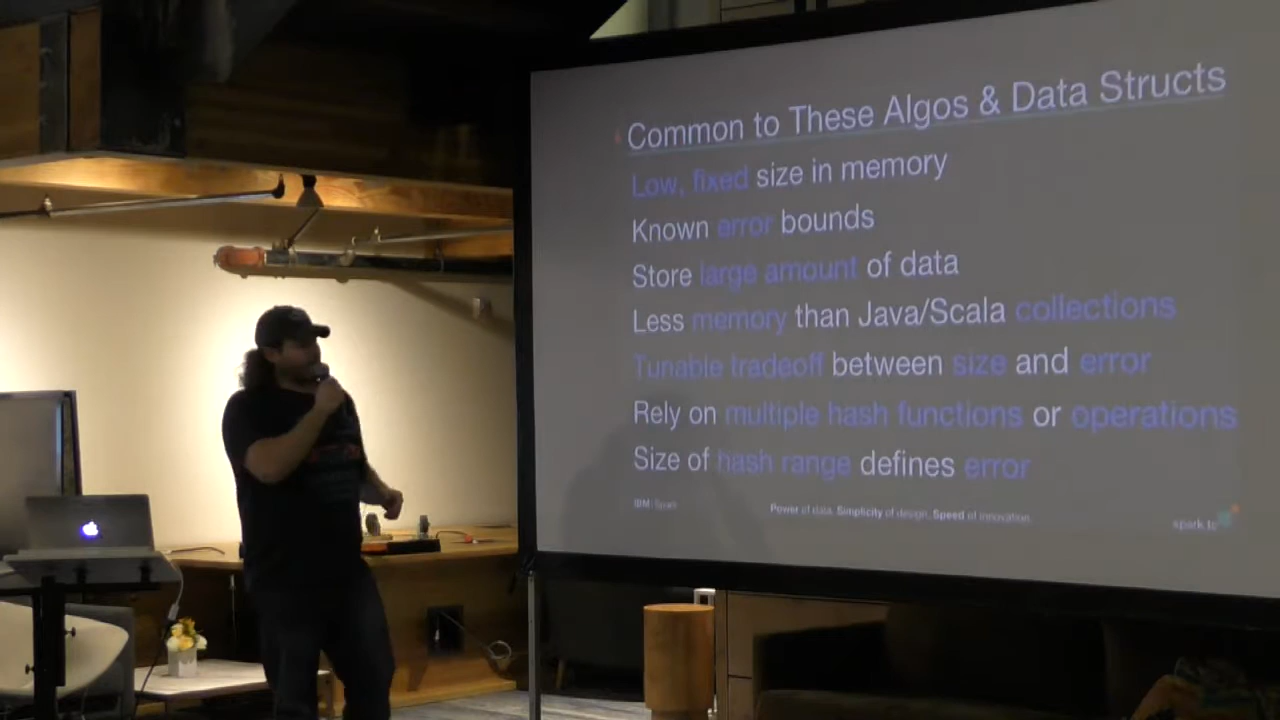 Common to These Algos & Data Structs
Low, fixed size in memory
Known error bounds
Store large amount of data
Less memory than Java/Scala collections
Tunable tradeoff between size and error
Rely on multiple hash functions or operations
Size of hash range defines error
IBM Spark
Power of data. Simplicity of design. Speed of innovation.
spark.tc